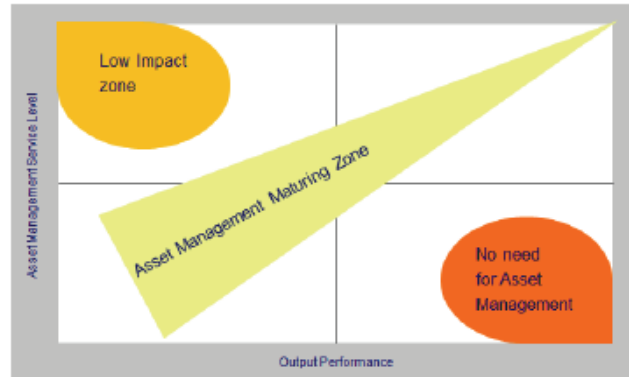 Low Impact
zone
Asset Management Service Level
Asset Management Maturing Zone
No need
for Asset
Management
Output Performance